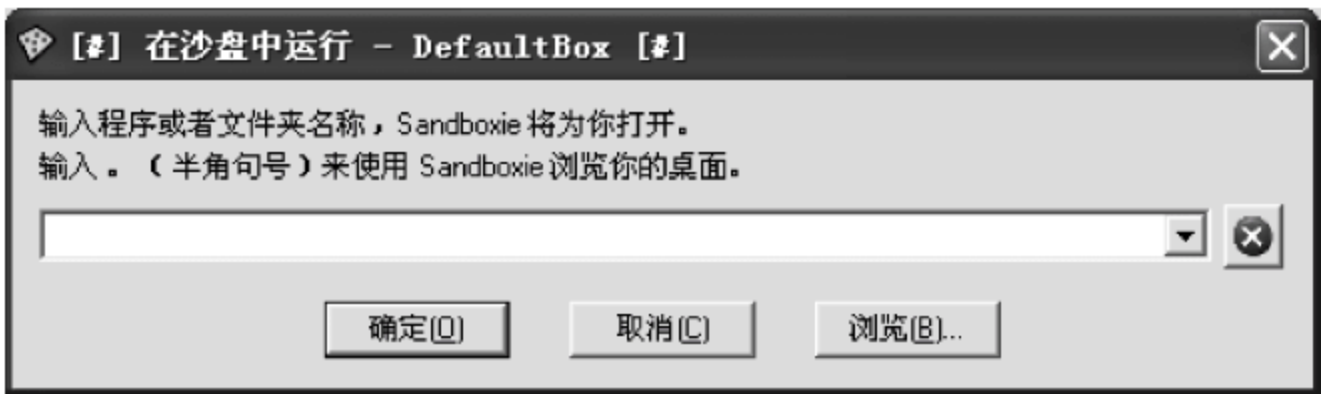 [#] 在沙盘中运行 - DefaultBox [#]
输入程序或者文件夹名称，Sandboxie 将为你打开。
输入 。（半角句号）来使用 Sandboxie 浏览你的桌面。
确定(O) 取消(C) 浏览(B)...